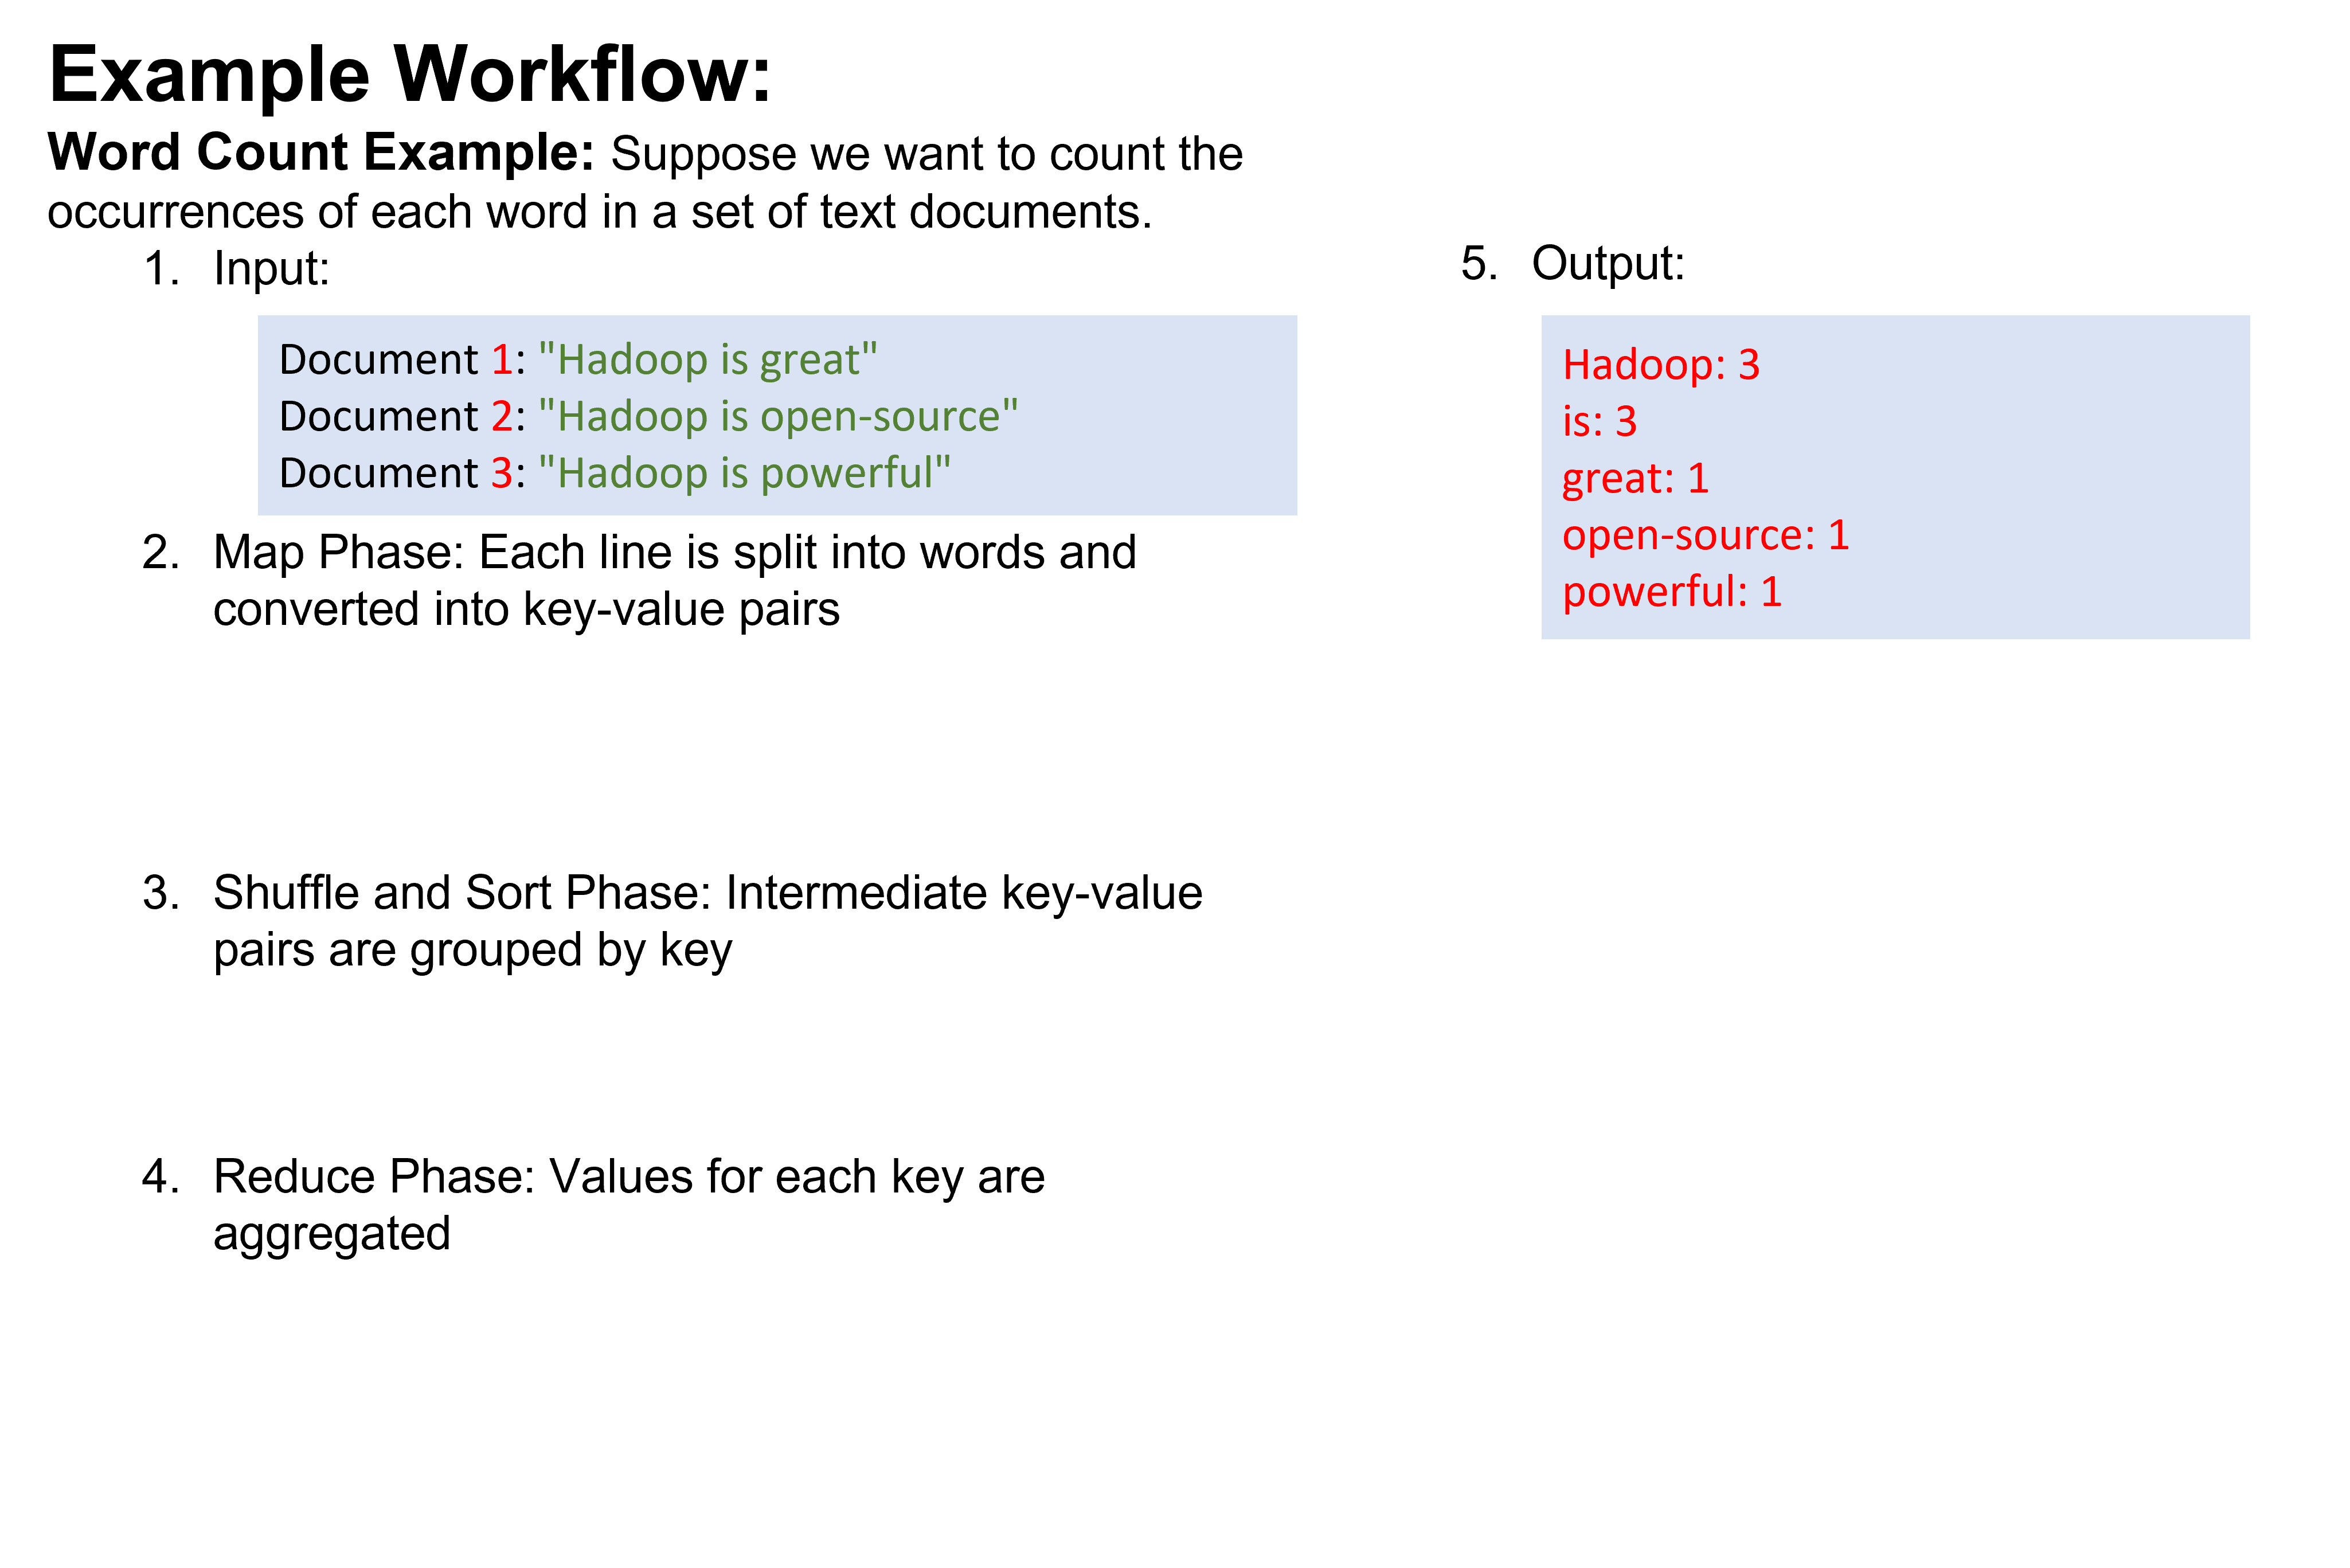 Example Workflow:
Word Count Example: Suppose we want to count the
occurrences of each word in a set of text documents.
1. Input:
Document 1: "Hadoop is great"
Document 2: "Hadoop is open-source"
Document 3: "Hadoop is powerful"
2. Map Phase: Each line is split into words and
converted into key-value pairs
3. Shuffle and Sort Phase: Intermediate key-value
pairs are grouped by key
4. Reduce Phase: Values for each key are
aggregated
5. Output:
Hadoop: 3
is: 3
great: 1
open-source: 1
powerful: 1